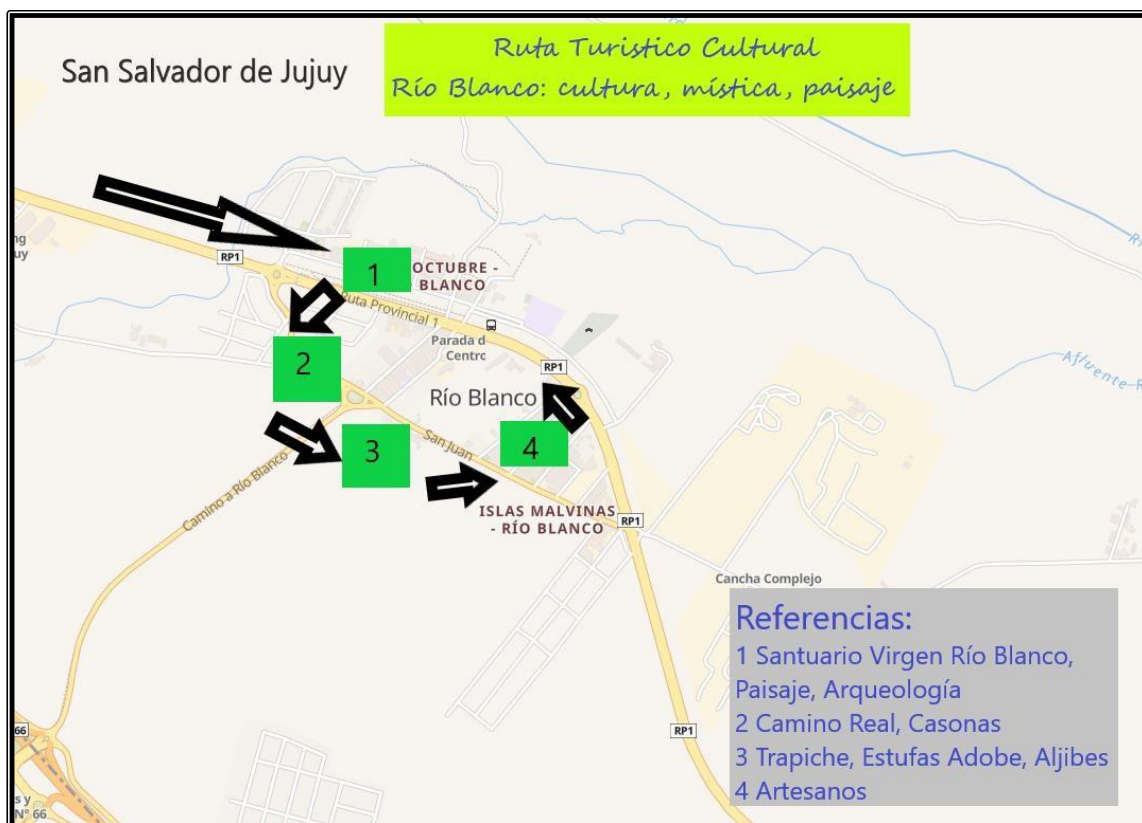 San Salvador de Jujuy
Ruta Turistico Cultural
Río Blanco: cultura, mística, paisaje
RP1
1
OCTUBRE -
BLANCO
Ruta Provincial 1
2
Parada d
Centro
RP1
Río Blanco
3
San Juan
4
Camino a Río Blanco
ISLAS MALVINAS
- RÍO BLANCO
RP1
Cancha Complejo
Referencias:
1 Santuario Virgen Río Blanco,
Paisaje, Arqueología
2 Camino Real, Casonas
3 Trapiche, Estufas Adobe, Aljibes
4 Artesanos
RP1
66
s y
N° 66
ng
uy